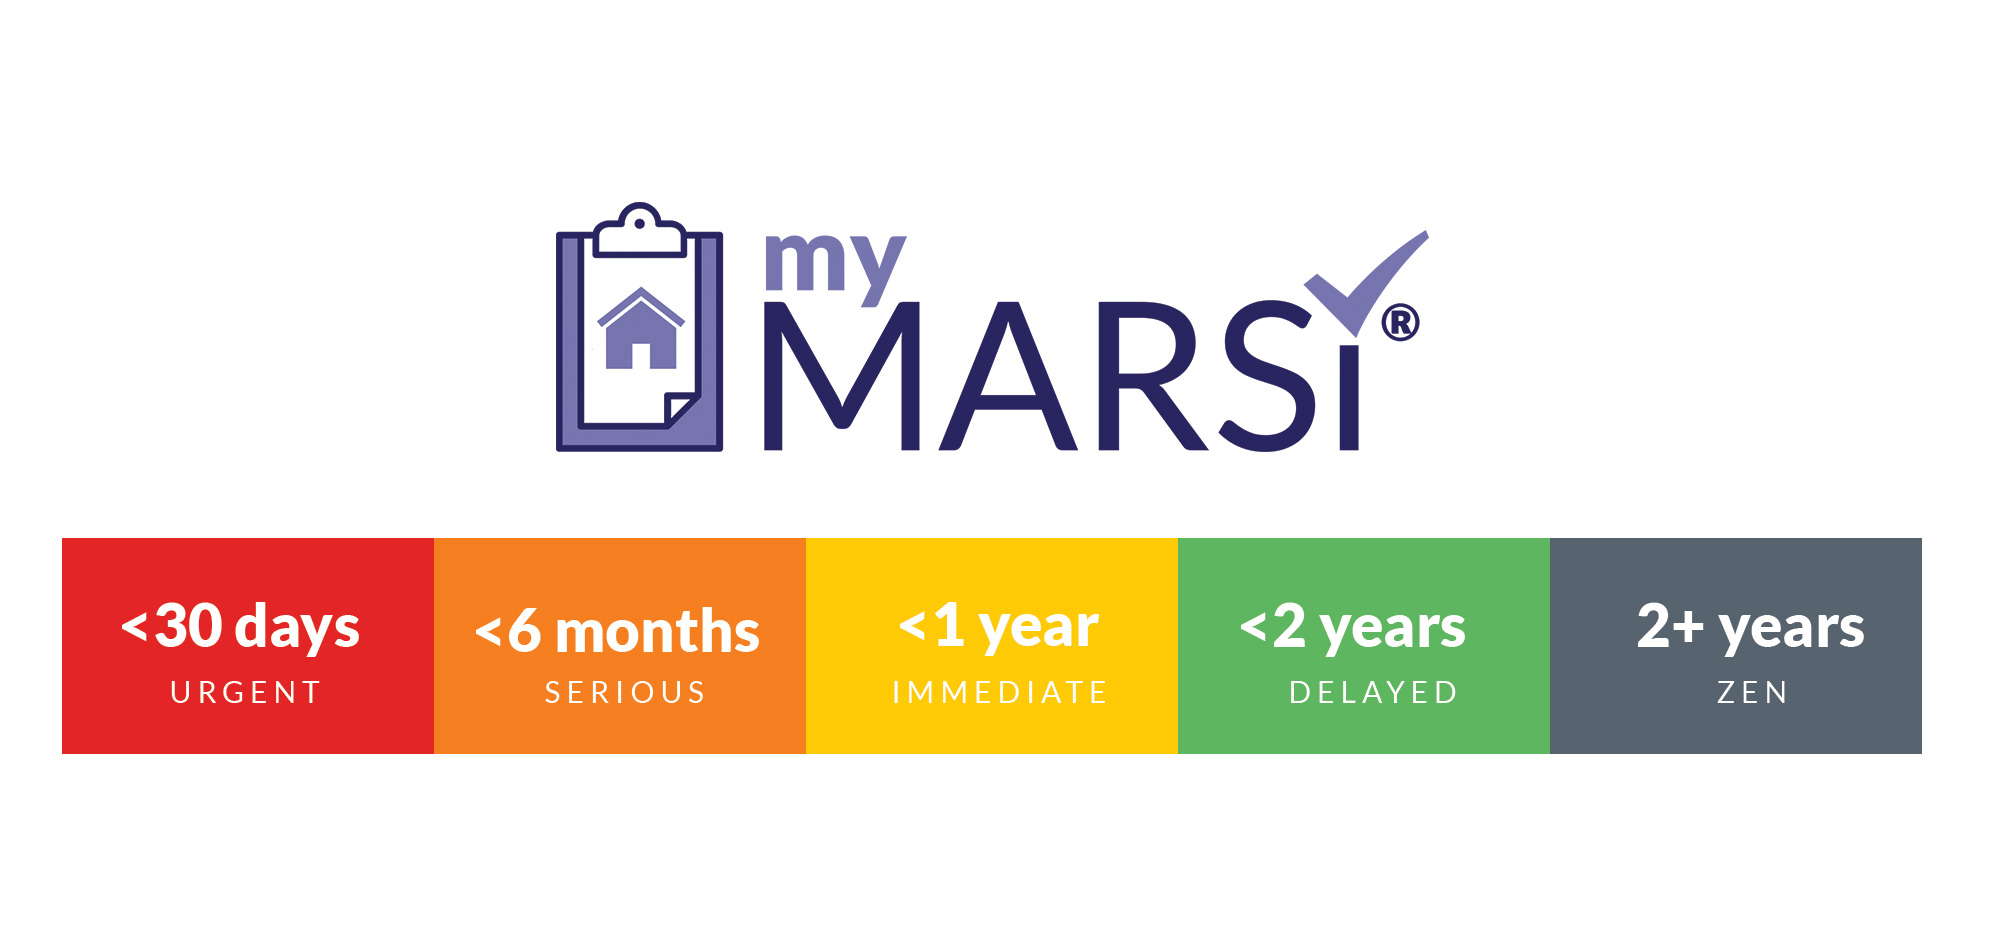 my
MARSi®
<30 days
URGENT
<6 months
SERIOUS
<1 year
IMMEDIATE
<2 years
DELAYED
2+ years
ZEN